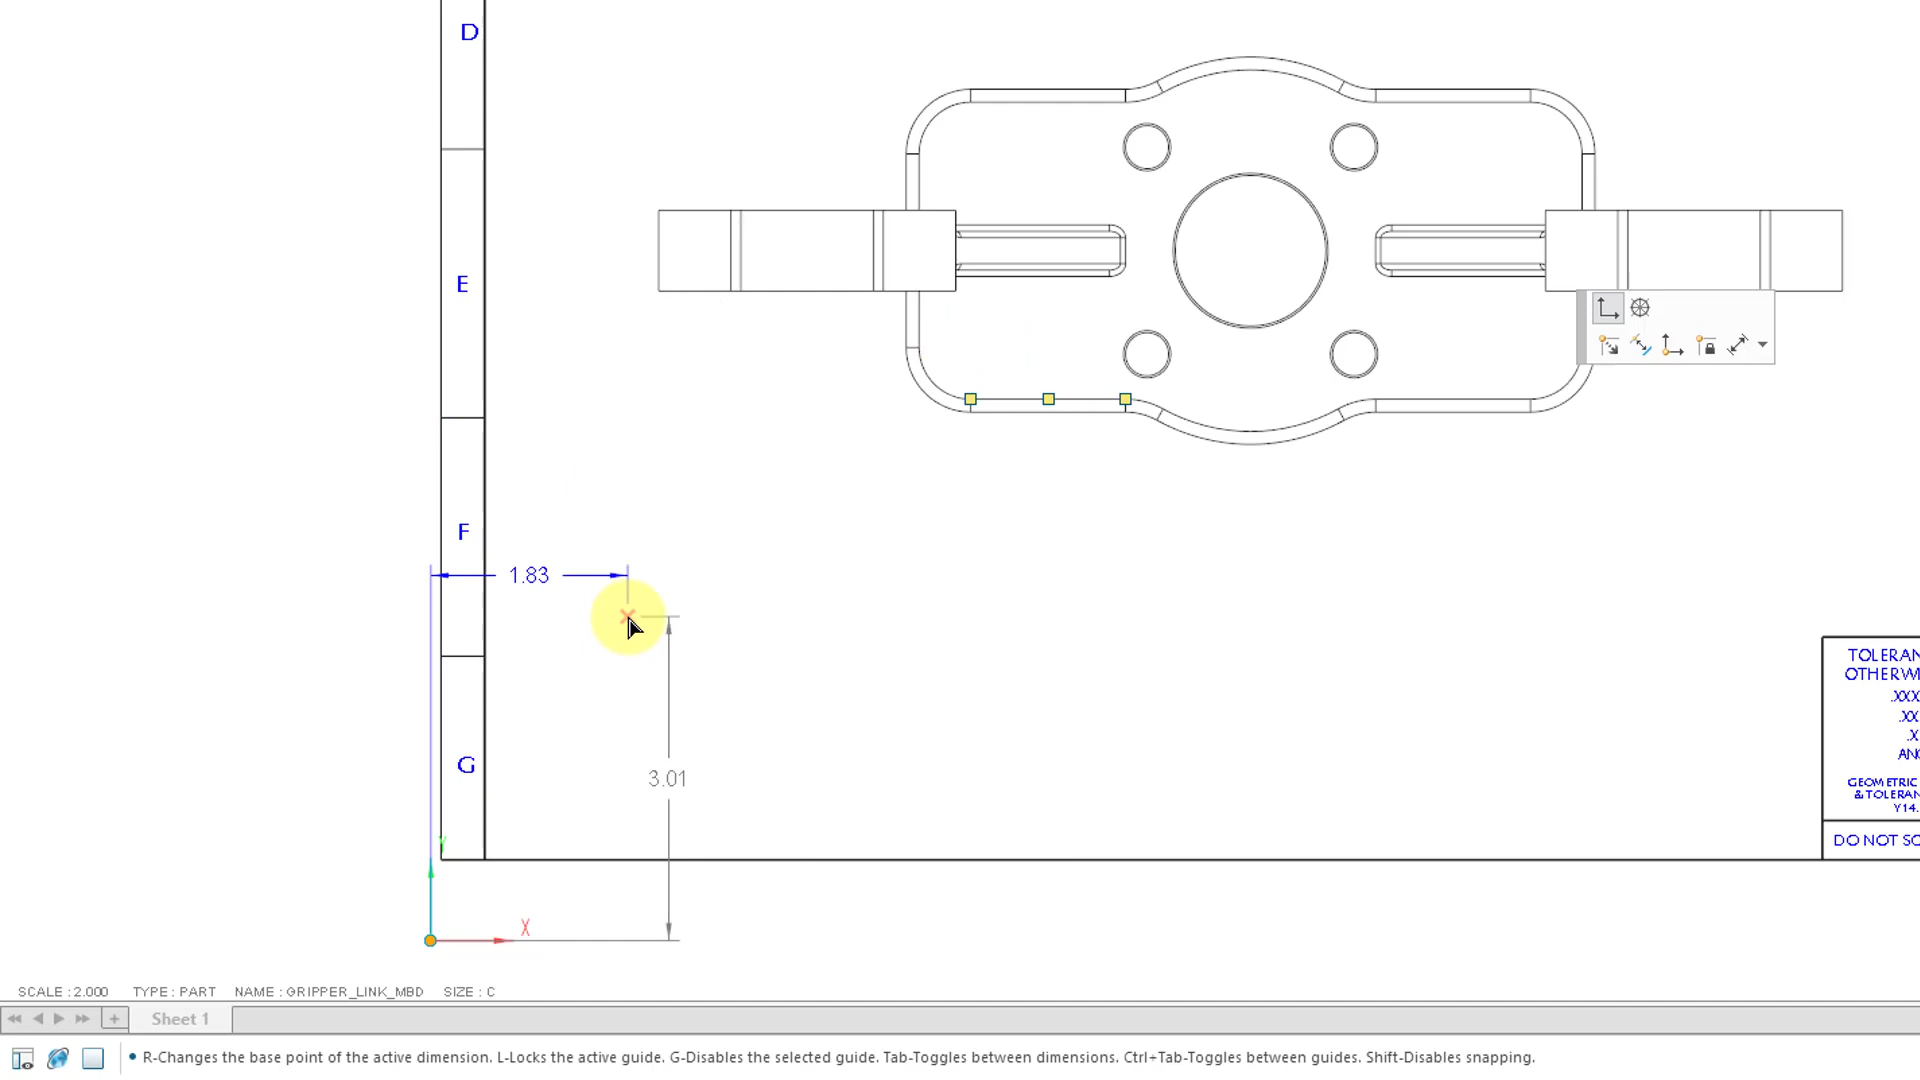 D
E
F
1.83
3.01
G
Y
X
TOLERAN
OTHERW
.XXX
.XX
.X
ANG
GEOMETRIC
& TOLERAN
Y14.
DO NOT SC
SCALE : 2.000 TYPE : PART NAME : GRIPPER_LINK_MBD SIZE : C
Sheet 1
• R-Changes the base point of the active dimension. L-Locks the active guide. G-Disables the selected guide. Tab-Toggles between dimensions. Ctrl+Tab-Toggles between guides. Shift-Disables snapping.